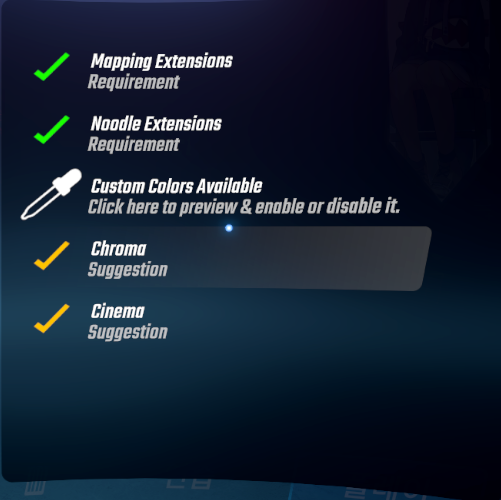 Mapping Extensions
Requirement
Noodle Extensions
Requirement
Custom Colors Available
Click here to preview & enable or disable it.
Chroma
Suggestion
Cinema
Suggestion